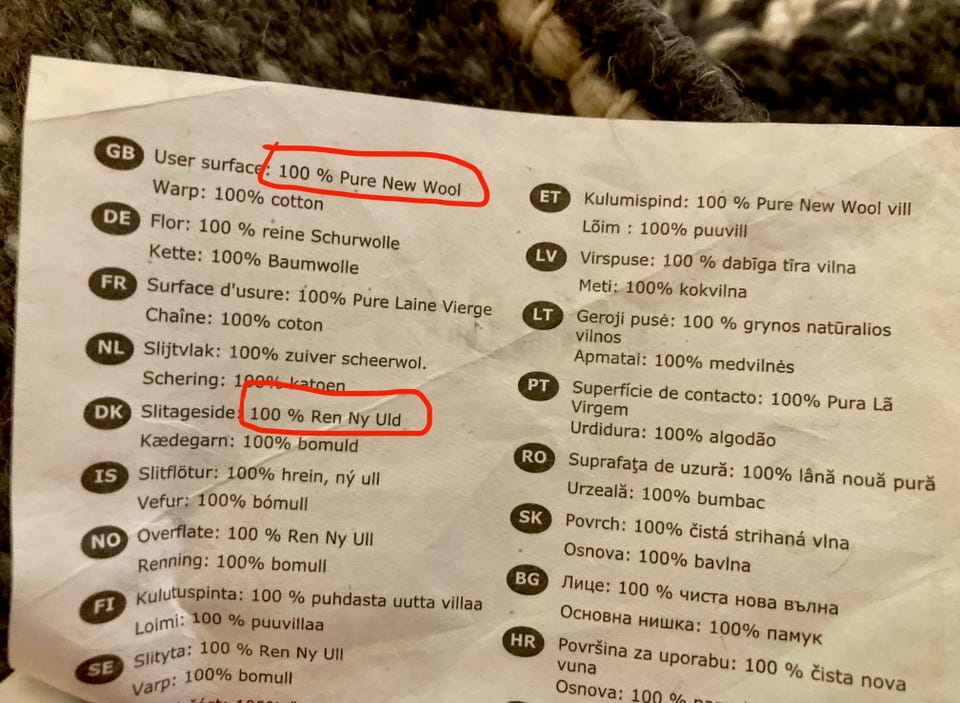 GB User surface: 100 % Pure New Wool
Warp: 100% cotton
DE Flor: 100 % reine Schurwolle
Kette: 100% Baumwolle
FR Surface d'usure: 100% Pure Laine Vierge
Chaîne: 100% coton
NL Slijtvlak: 100% zuiver scheerwol.
Schering: 100% katoen
DK Slitageside: 100 % Ren Ny Uld
Kædegarn: 100% bomuld
IS Slitflötur: 100% hrein, ný ull
Vefur: 100% bómull
NO Overflate: 100 % Ren Ny Ull
Renning: 100% bomull
FI Kulutuspinta: 100 % puhdasta uutta villaa
Loimi: 100 % puuvillaa
SE Slityta: 100 % Ren Ny Ull
Varp: 100% bomull
ET Kulumispind: 100 % Pure New Wool vill
Lõim : 100% puuvill
LV Virspuse: 100 % dabīga tīra vilna
Meti: 100% kokvilna
LT Geroji pusė: 100 % grynos natūralios
vilnos
Apmatai: 100% medvilnės
PT Superfície de contacto: 100% Pura Lã
Virgem
Urdidura: 100% algodão
RO Suprafaţa de uzură: 100% lână nouă pură
Urzeală: 100% bumbac
SK Povrch: 100% čistá strihaná vlna
Osnova: 100% bavlna
BG Лице: 100 % чиста нова вълна
Основна нишка: 100% памук
HR Površina za uporabu: 100 % čista nova
vuna
Osnova: 100 %